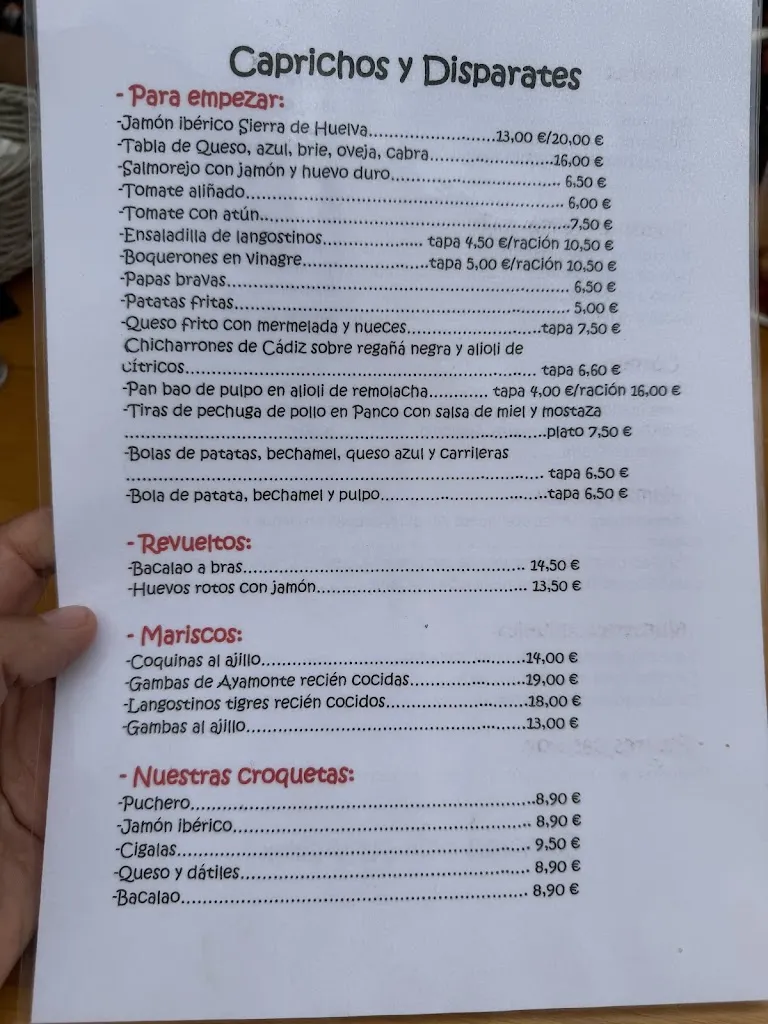 Caprichos y Disparates
- Para empezar:
-Jamón ibérico Sierra de Huelva........................13,00 €/20,00 €
-Tabla de Queso, azul, brie, oveja, cabra........................16,00 €
-Salmorejo con jamón y huevo duro................................ 6,50 €
-Tomate aliñado............................................................ 6,00 €
-Tomate con atún..........................................................7,50 €
-Ensaladilla de langostinos................... tapa 4,50 €/ración 10,50 €
-Boquerones en vinagre........................tapa 5,00 €/ración 10,50 €
-Papas bravas................................................................ 6,50 €
-Patatas fritas.............................................................. 5,00 €
-Queso frito con mermelada y nueces.........................tapa 7,50 €
Chicharrones de Cádiz sobre regañá negra y alioli de
cítricos................................................................... tapa 6,60 €
-Pan bao de pulpo en alioli de remolacha........... tapa 4,00 €/ración 16,00 €
-Tiras de pechuga de pollo en Panco con salsa de miel y mostaza
................................................................................plato 7,50 €
-Bolas de patatas, bechamel, queso azul y carrileras
................................................................................ tapa 6,50 €
-Bola de patata, bechamel y pulpo...............................tapa 6,50 €
- Revueltos:
-Bacalao a bras..................................................... 14,50 €
-Huevos rotos con jamón....................................... 13,50 €
- Mariscos:
-Coquinas al ajillo..................................................14,00 €
-Gambas de Ayamonte recién cocidas.....................19,00 €
-Langostinos tigres recién cocidos..........................18,00 €
-Gambas al ajillo.....................................................13,00 €
- Nuestras croquetas:
-Puchero................................................................8,90 €
-Jamón ibérico....................................................... 8,90 €
-Cigalas................................................................. 9,50 €
-Queso y dátiles..................................................... 8,90 €
-Bacalao................................................................ 8,90 €